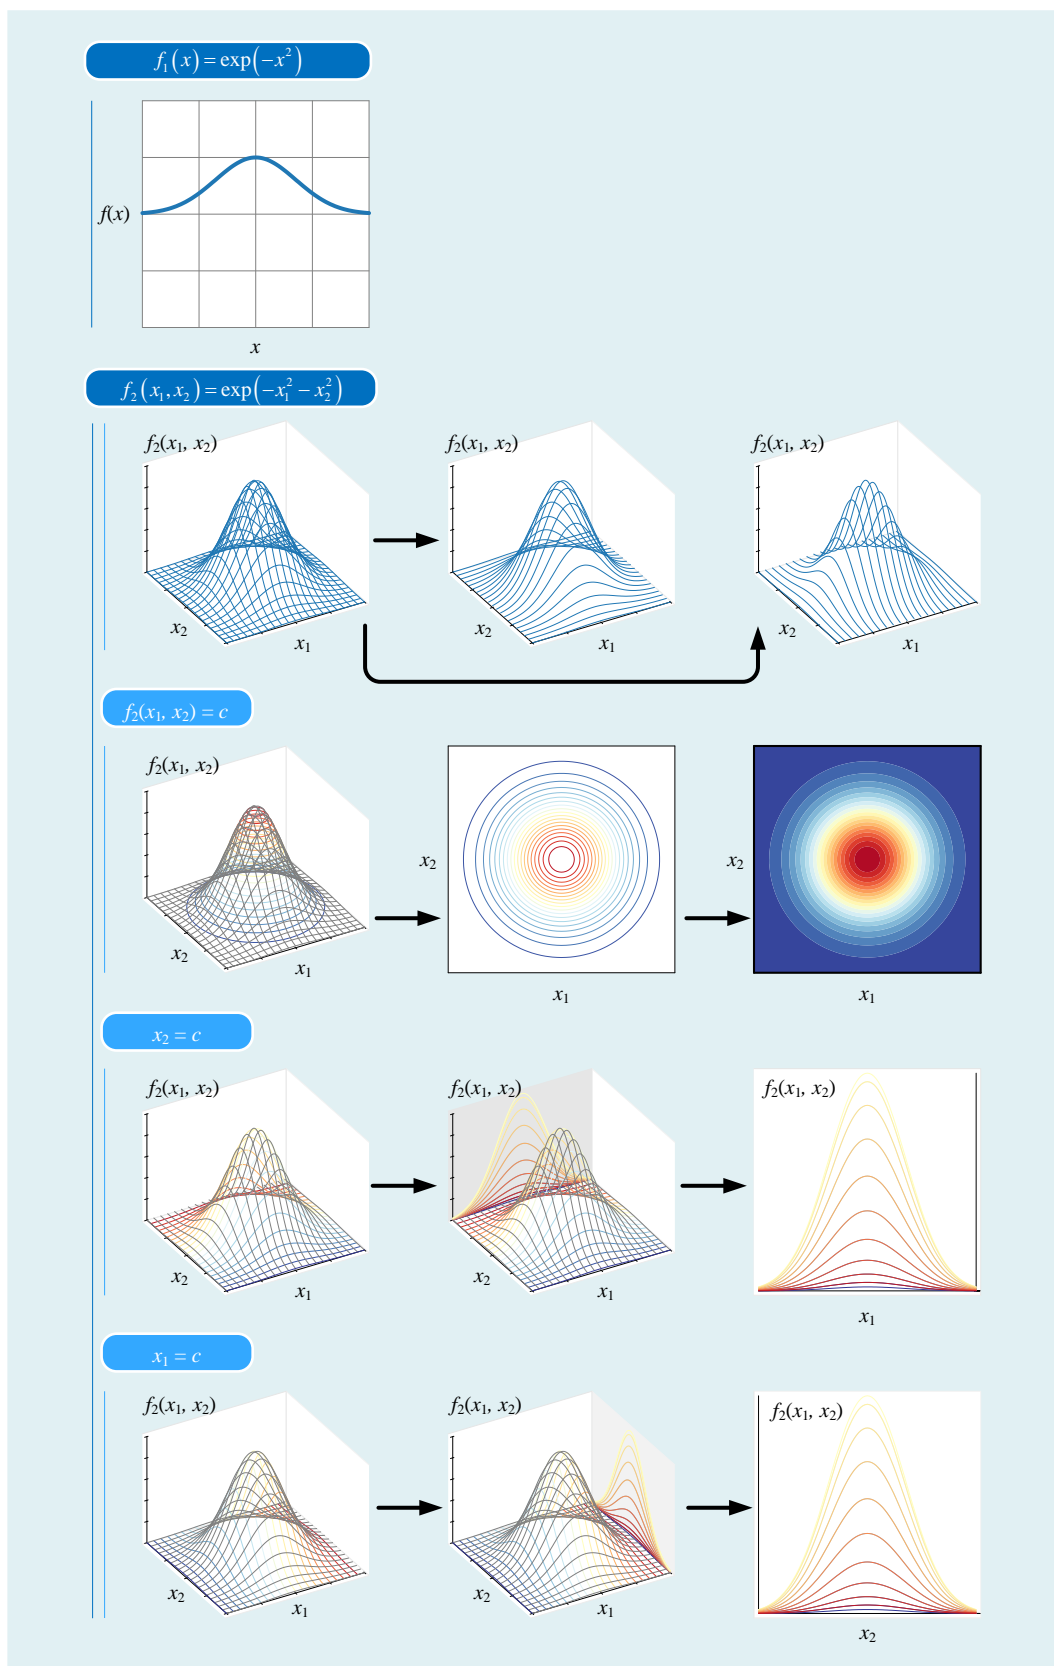 f₁(x) = exp(−x²)
f(x)
x
f₂(x₁, x₂) = exp(−x₁² − x₂²)
f₂(x₁, x₂) f₂(x₁, x₂) f₂(x₁, x₂)
x₂ x₁ x₂ x₁ x₂ x₁
f₂(x₁, x₂) = c
f₂(x₁, x₂)
x₂ x₂
x₂ x₁
x₁ x₁
x₂ = c
f₂(x₁, x₂) f₂(x₁, x₂) f₂(x₁, x₂)
x₂ x₁ x₂ x₁
x₁
x₁ = c
f₂(x₁, x₂) f₂(x₁, x₂) f₂(x₁, x₂)
x₂ x₁ x₂ x₁
x₂